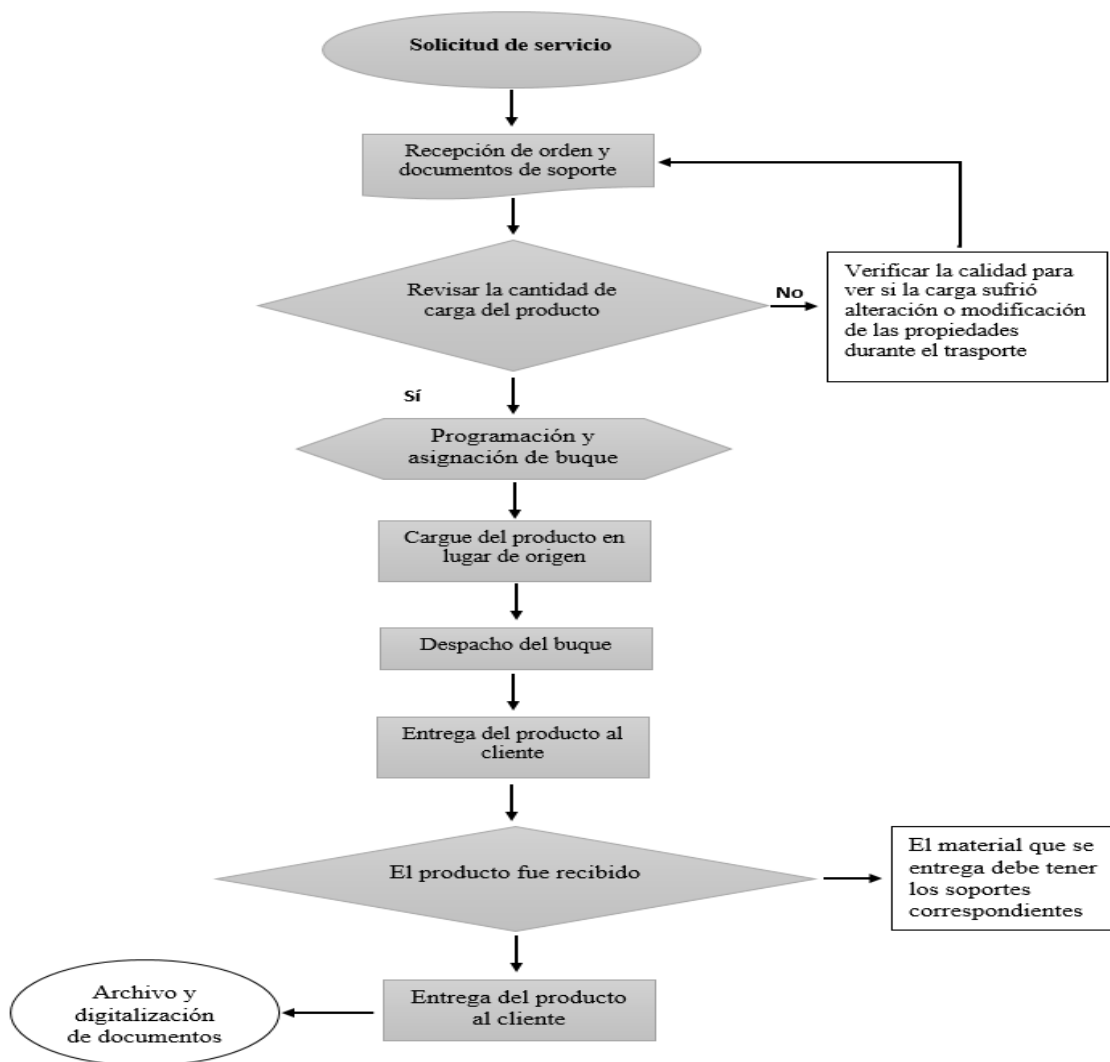 Solicitud de servicio
Recepción de orden y
documentos de soporte
Revisar la cantidad de
carga del producto
No
Verificar la calidad para
ver si la carga sufrió
alteración o modificación
de las propiedades
durante el trasporte
Sí
Programación y
asignación de buque
Cargue del producto en
lugar de origen
Despacho del buque
Entrega del producto al
cliente
El producto fue recibido
El material que se
entrega debe tener
los soportes
correspondientes
Entrega del producto
al cliente
Archivo y
digitalización
de documentos